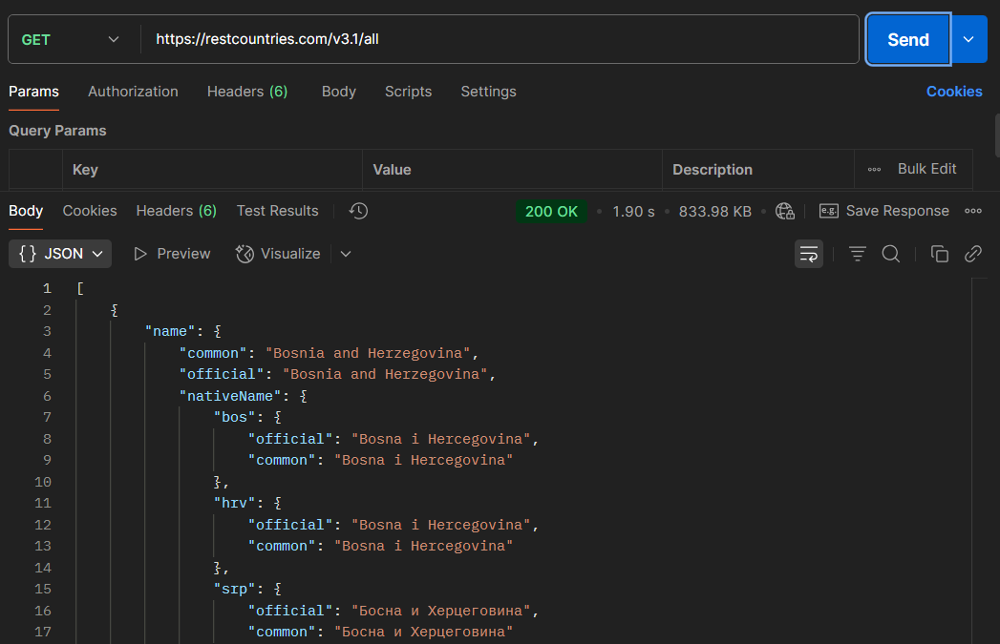 GET https://restcountries.com/v3.1/all Send
Params Authorization Headers (6) Body Scripts Settings Cookies
Query Params
Key Value Description Bulk Edit
Body Cookies Headers (6) Test Results 200 OK • 1.90 s • 833.98 KB • e.g. Save Response
{} JSON Preview Visualize
1 [
2 {
3 "name": {
4 "common": "Bosnia and Herzegovina",
5 "official": "Bosnia and Herzegovina",
6 "nativeName": {
7 "bos": {
8 "official": "Bosna i Hercegovina",
9 "common": "Bosna i Hercegovina"
10 },
11 "hrv": {
12 "official": "Bosna i Hercegovina",
13 "common": "Bosna i Hercegovina"
14 },
15 "srp": {
16 "official": "Босна и Херцеговина",
17 "common": "Босна и Херцеговина"